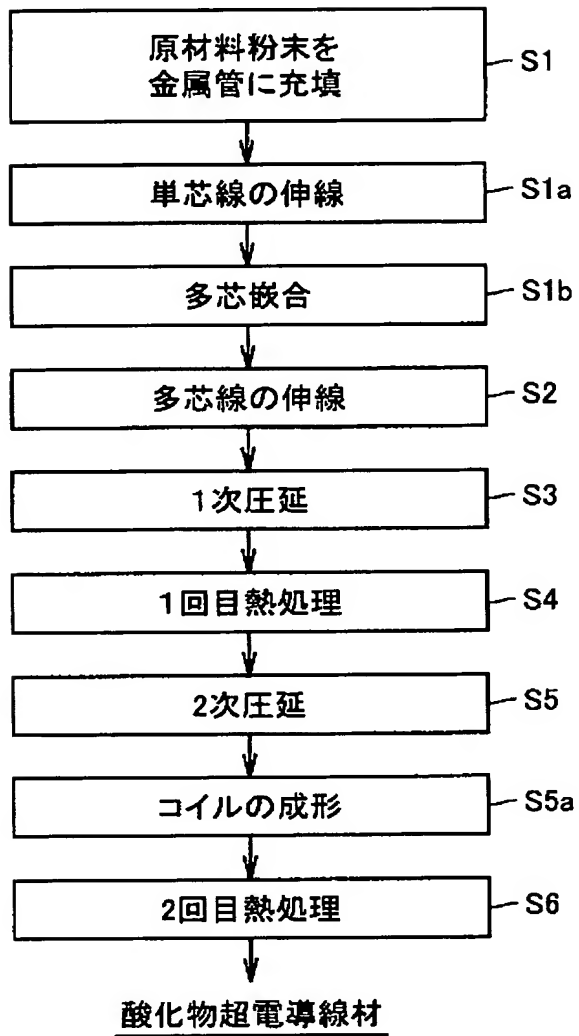 原材料粉末を
金属管に充填
S1
単芯線の伸線
S1a
多芯嵌合
S1b
多芯線の伸線
S2
1次圧延
S3
1回目熱処理
S4
2次圧延
S5
コイルの成形
S5a
2回目熱処理
S6
酸化物超電導線材